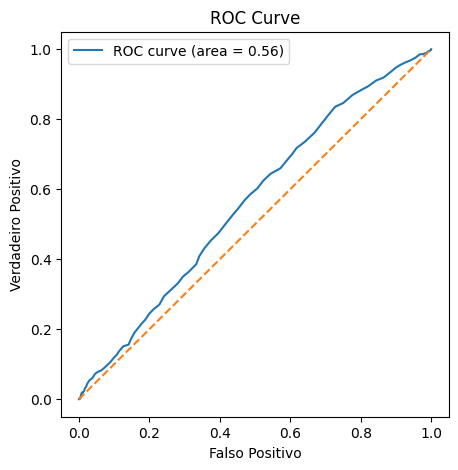 ROC Curve
ROC curve (area = 0.56)
1.0
0.8
0.6
0.4
0.2
0.0
Verdadeiro Positivo
0.0 0.2 0.4 0.6 0.8 1.0
Falso Positivo